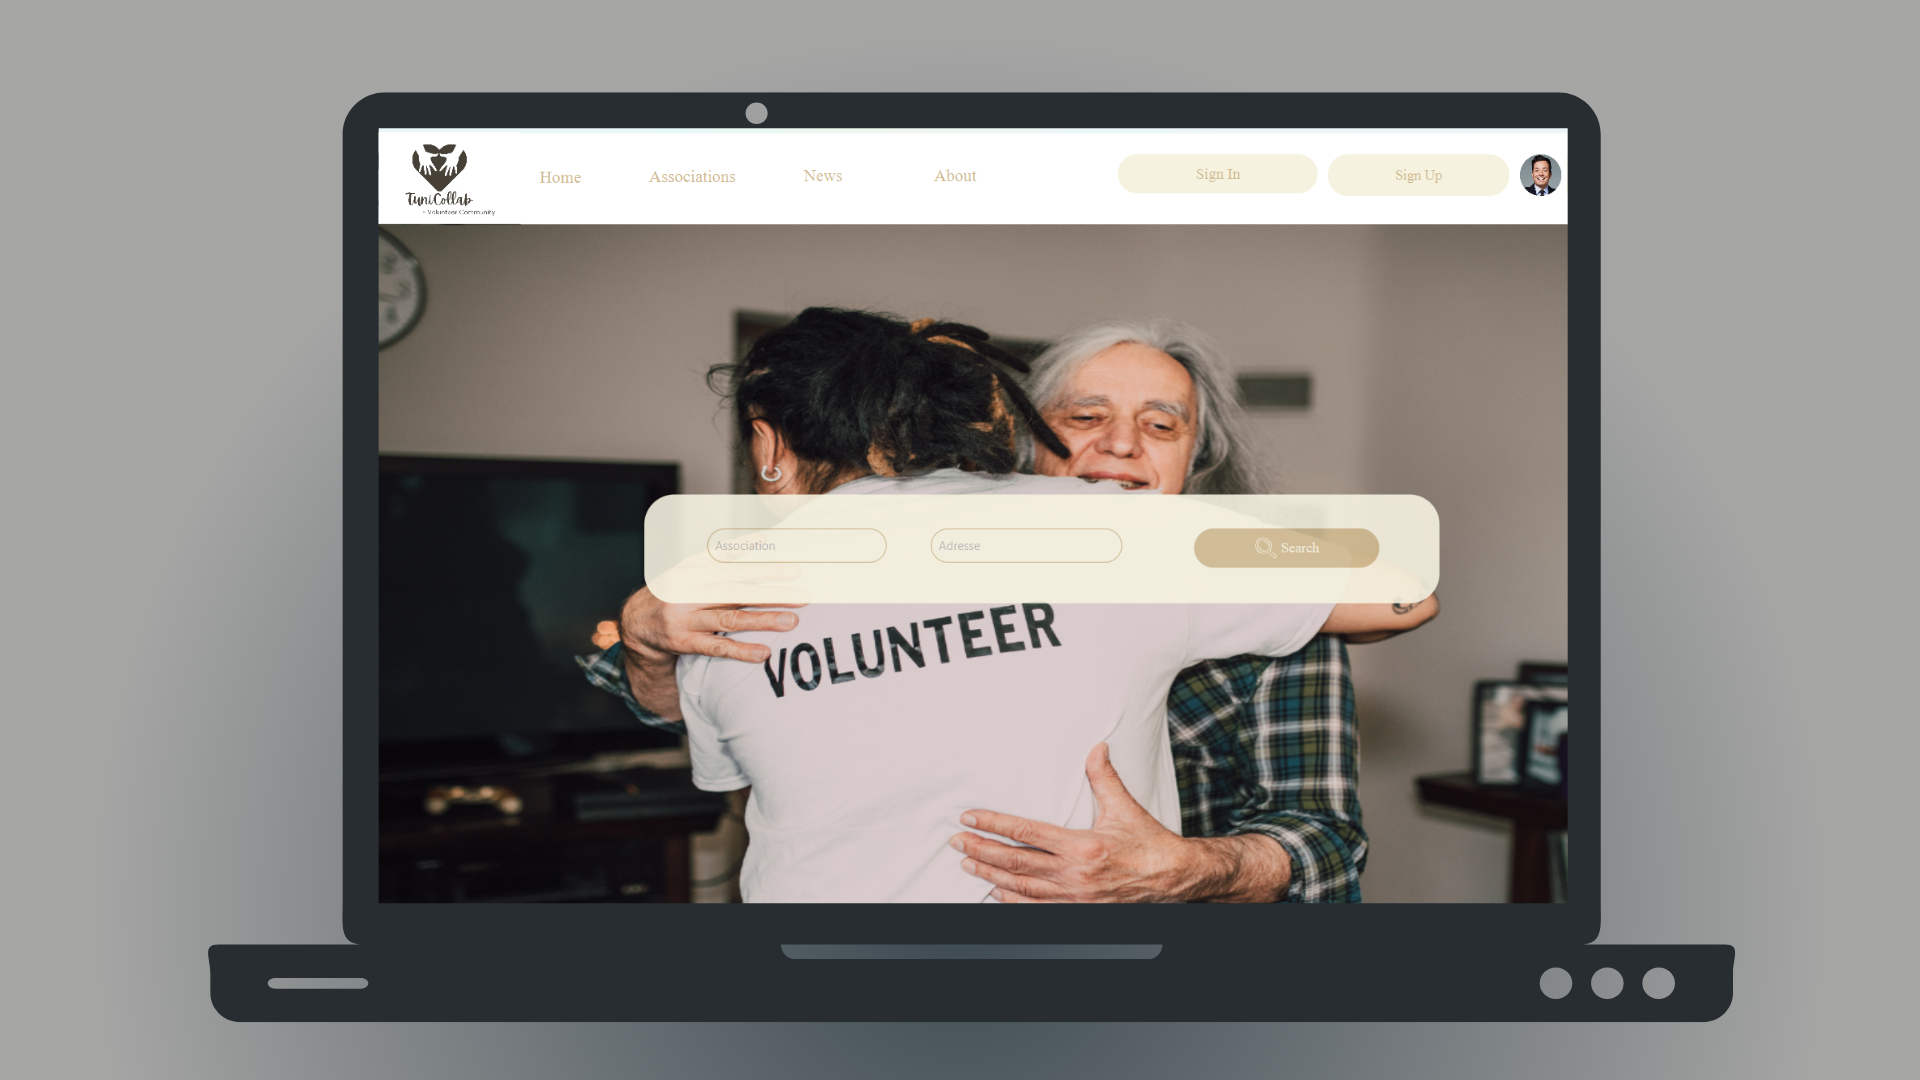 TuniCollab
a Volunteer Community
Home
Associations
News
About
Sign In
Sign Up
Association
Adresse
Search
VOLUNTEER